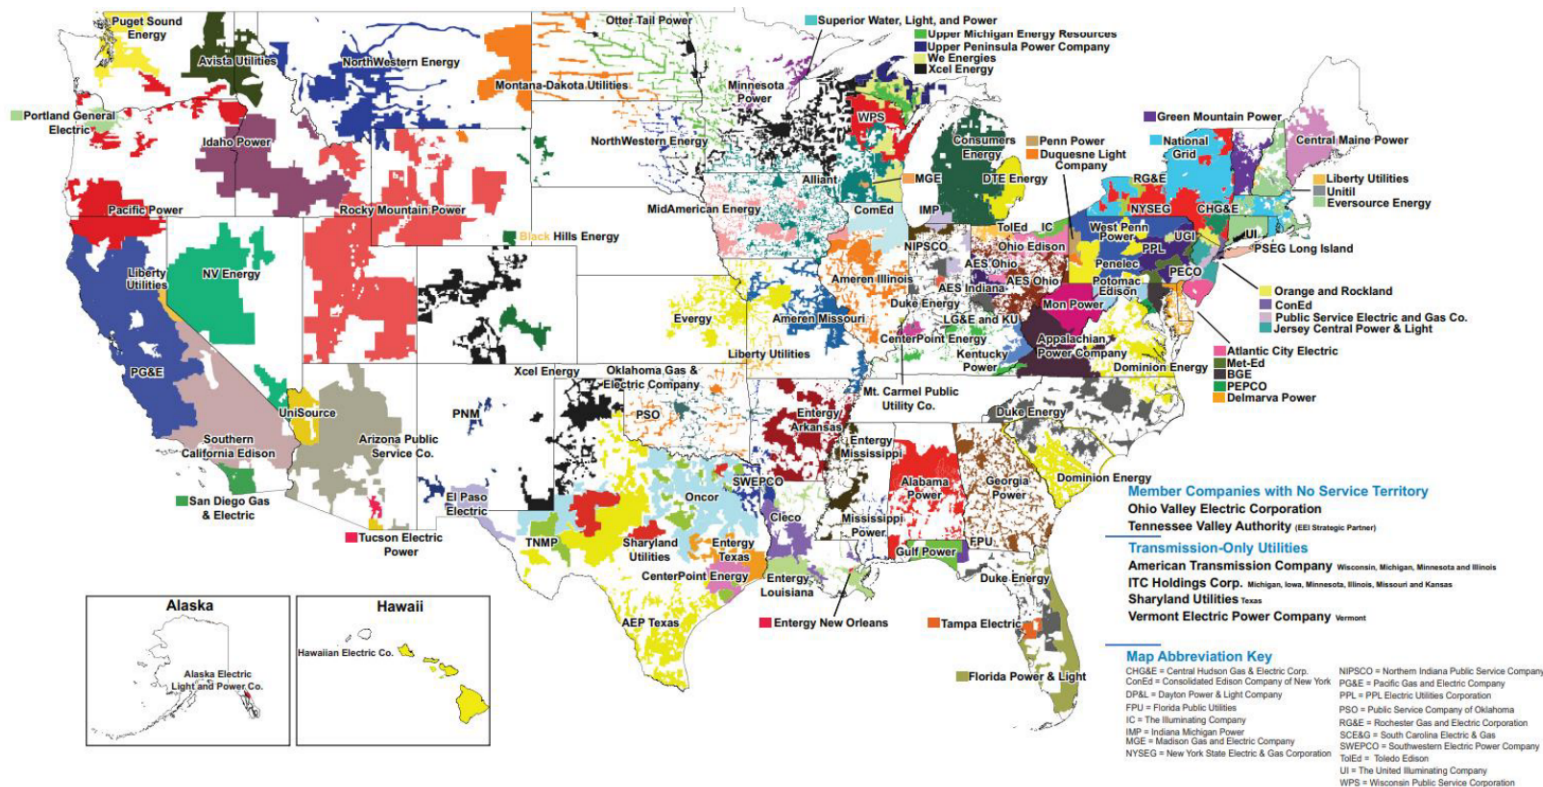 Puget Sound
Energy
Avista Utilities
NorthWestern Energy
Montana-Dakota Utilities
Otter Tail Power
Superior Water, Light, and Power
Upper Michigan Energy Resources
Upper Peninsula Power Company
We Energies
Xcel Energy
Minnesota
Power
Portland General
Electric
Idaho Power
NorthWestern Energy
WPS
Consumers
Energy
Penn Power
Duquesne Light
Company
Green Mountain Power
National
Grid
Central Maine Power
Pacific Power
Rocky Mountain Power
Alliant
MGE
DTE Energy
RG&E
Liberty Utilities
Unitil
Eversource Energy
MidAmerican Energy
ComEd
IMP
NYSEG
CHG&E
Black Hills Energy
NIPSCO
TolEd
IC
Ohio Edison
West Penn
Power
UGI
UI
PSEG Long Island
PPL
Liberty
Utilities
NV Energy
Ameren Illinois
AES Ohio
AES Indiana
AES Ohio
Penelec
PECO
Potomac
Edison
Orange and Rockland
ConEd
Public Service Electric and Gas Co.
Jersey Central Power & Light
Evergy
Ameren Missouri
Duke Energy
LG&E and KU
Mon Power
CenterPoint Energy
Appalachian
Power Company
Kentucky
Power
Atlantic City Electric
Met-Ed
BGE
PEPCO
Delmarva Power
PG&E
Xcel Energy
Oklahoma Gas &
Electric Company
Liberty Utilities
Dominion Energy
Mt. Carmel Public
Utility Co.
UniSource
PNM
PSO
Entergy
Arkansas
Duke Energy
Southern
California Edison
Arizona Public
Service Co.
Entergy
Mississippi
San Diego Gas
& Electric
El Paso
Electric
Oncor
SWEPCO
Alabama
Power
Georgia
Power
Dominion Energy
Tucson Electric
Power
TNMP
Sharyland
Utilities
Entergy
Texas
Cleco
Mississippi
Power
Gulf Power
FPU
CenterPoint Energy
Entergy
Louisiana
Duke Energy
AEP Texas
Entergy New Orleans
Tampa Electric
Florida Power & Light
Alaska
Alaska Electric
Light and Power Co.
Hawaii
Hawaiian Electric Co.
Member Companies with No Service Territory
Ohio Valley Electric Corporation
Tennessee Valley Authority (EEI Strategic Partner)
Transmission-Only Utilities
American Transmission Company Wisconsin, Michigan, Minnesota and Illinois
ITC Holdings Corp. Michigan, Iowa, Minnesota, Illinois, Missouri and Kansas
Sharyland Utilities Texas
Vermont Electric Power Company Vermont
Map Abbreviation Key
CHG&E = Central Hudson Gas & Electric Corp.
ConEd = Consolidated Edison Company of New York
DP&L = Dayton Power & Light Company
FPU = Florida Public Utilities
IC = The Illuminating Company
IMP = Indiana Michigan Power
MGE = Madison Gas and Electric Company
NYSEG = New York State Electric & Gas Corporation
NIPSCO = Northern Indiana Public Service Company
PG&E = Pacific Gas and Electric Company
PPL = PPL Electric Utilities Corporation
PSO = Public Service Company of Oklahoma
RG&E = Rochester Gas and Electric Corporation
SCE&G = South Carolina Electric & Gas
SWEPCO = Southwestern Electric Power Company
TolEd = Toledo Edison
UI = The United Illuminating Company
WPS = Wisconsin Public Service Corporation